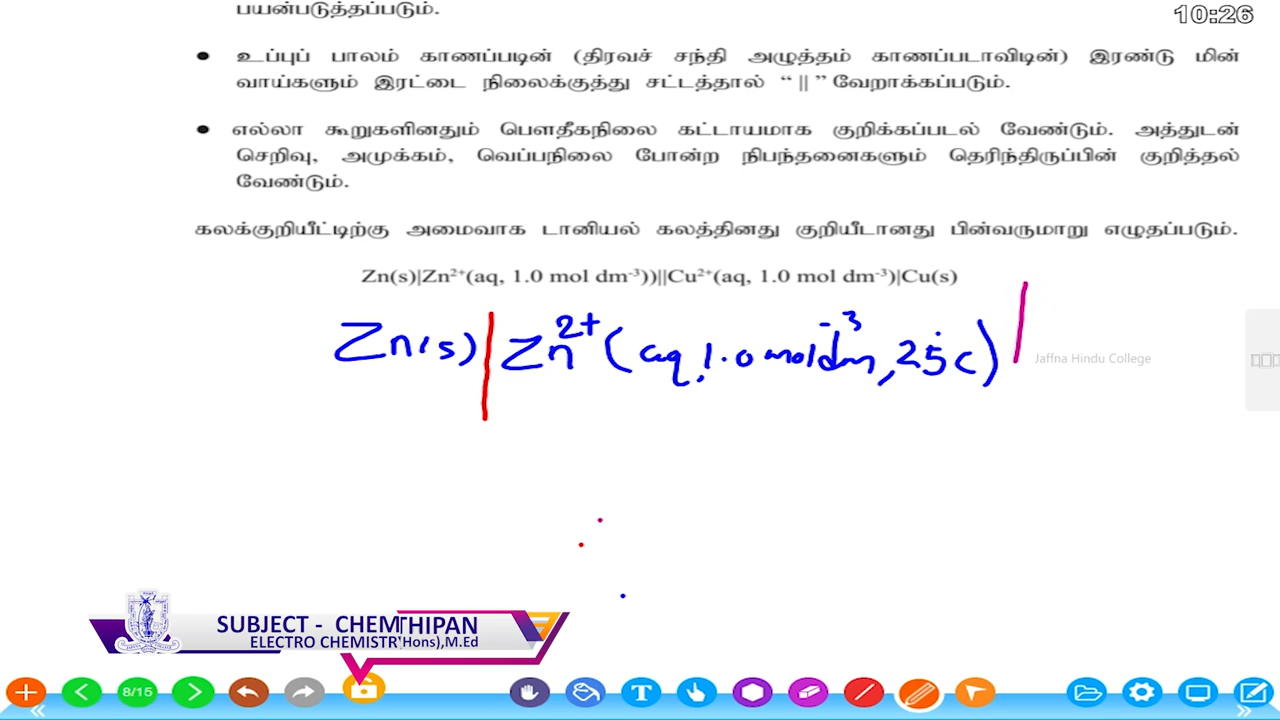 பயன்படுத்தப்படும்.
10:26
● உப்புப் பாலம் காணப்படின் (திரவச் சந்தி அழுத்தம் காணப்படாவிடின்) இரண்டு மின்
வாய்களும் இரட்டை நிலைக்குத்து சட்டத்தால் “ || ” வேறாக்கப்படும்.
● எல்லா கூறுகளினதும் பௌதீகநிலை கட்டாயமாக குறிக்கப்படல் வேண்டும். அத்துடன்
செறிவு, அமுக்கம், வெப்பநிலை போன்ற நிபந்தனைகளும் தெரிந்திருப்பின் குறித்தல்
வேண்டும்.
கலக்குறியீட்டிற்கு அமைவாக டானியல் கலத்தினது குறியீடானது பின்வருமாறு எழுதப்படும்.
Zn(s)|Zn²⁺(aq, 1.0 mol dm⁻³))||Cu²⁺(aq, 1.0 mol dm⁻³)|Cu(s)
Zn(s) | Zn²⁺ (aq, 1.0 mol dm⁻³, 25°C) |
Jaffna Hindu College
SUBJECT - CHEM THIPAN
ELECTRO CHEMISTRY Hons),M.Ed
8/15